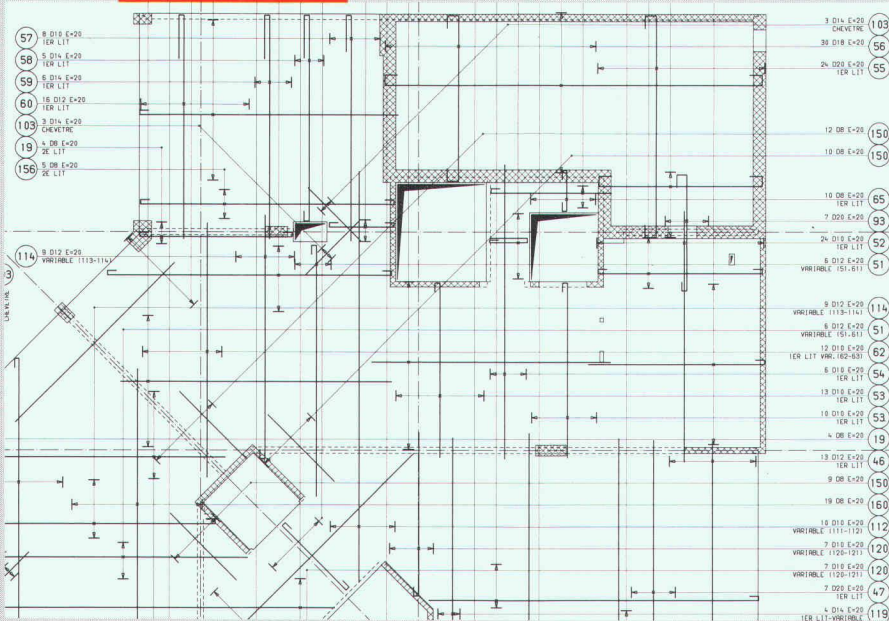 57 8 D10 E=20
1ER LIT
58 5 D14 E=20
1ER LIT
59 6 D14 E=20
1ER LIT
60 16 D12 E=20
1ER LIT
103 3 D14 E=20
CHEVETRE
19 4 D8 E=20
2E LIT
156 5 D8 E=20
2E LIT
114 9 D12 E=20
VARIABLE (113-114)
3
CHEVETRE
3 D14 E=20 103
CHEVETRE
30 D18 E=20 56
24 D20 E=20 55
1ER LIT
12 D8 E=20 150
10 D8 E=20 150
10 D8 E=20 65
1ER LIT
7 D20 E=20 93
24 D10 E=20 52
1ER LIT
6 D12 E=20 51
VARIABLE (51.61)
9 D12 E=20 114
VARIABLE (113-114)
6 D12 E=20 51
VARIABLE (51.61)
12 D10 E=20 62
1ER LIT VAR.(62-63)
6 D10 E=20 54
1ER LIT
13 D10 E=20 53
1ER LIT
10 D10 E=20 53
1ER LIT
4 D8 E=20 19
13 D12 E=20 46
1ER LIT
9 D8 E=20 150
19 D8 E=20 160
10 D10 E=20 112
VARIABLE (111-112)
7 D10 E=20 120
VARIABLE (120-121)
7 D10 E=20 120
VARIABLE (120-121)
7 D20 E=20 47
1ER LIT
4 D14 E=20 119
1ER LIT-VARIABLE